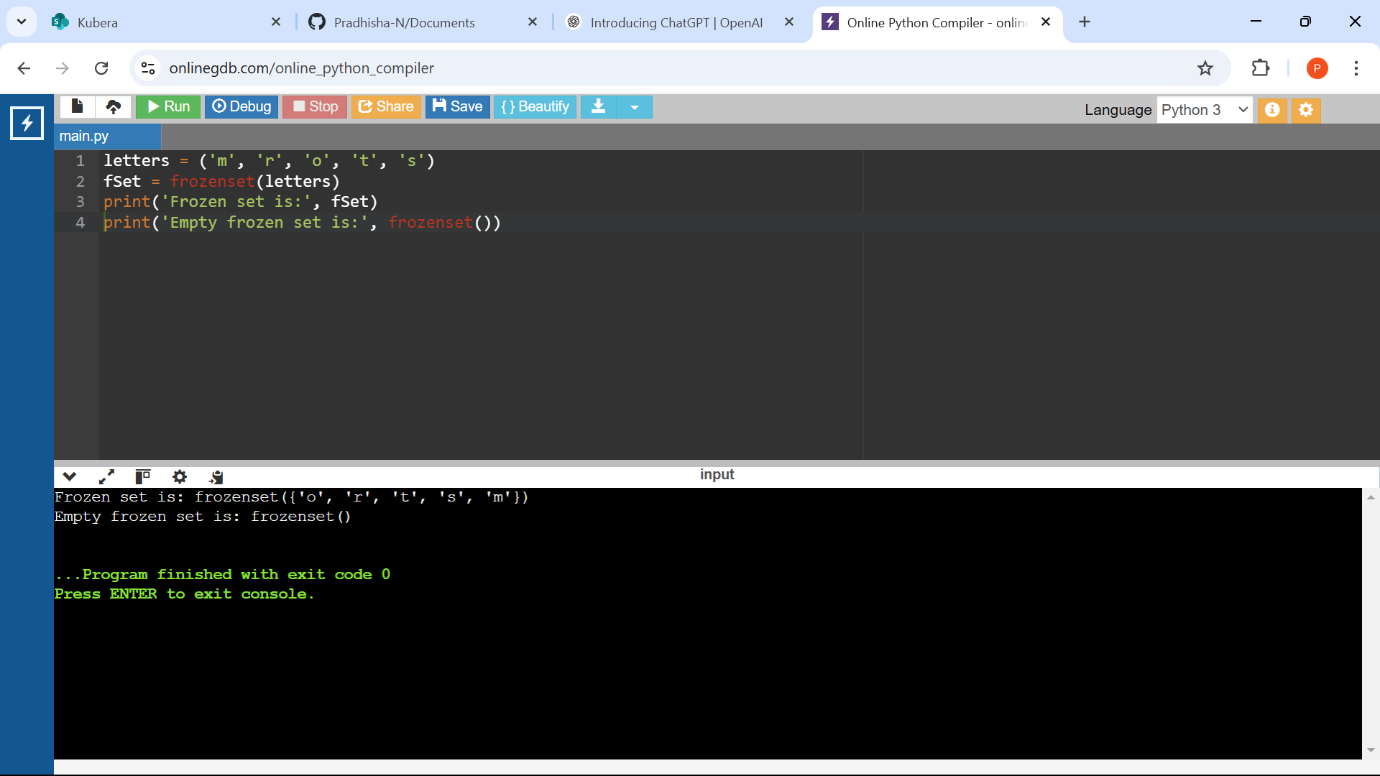 Kubera
Pradhisha-N/Documents
Introducing ChatGPT | OpenAI
Online Python Compiler - onlin
onlinegdb.com/online_python_compiler
P
Run Debug Stop Share Save { } Beautify
Language Python 3
main.py
1 letters = ('m', 'r', 'o', 't', 's')
2 fSet = frozenset(letters)
3 print('Frozen set is:', fSet)
4 print('Empty frozen set is:', frozenset())
input
Frozen set is: frozenset({'o', 'r', 't', 's', 'm'})
Empty frozen set is: frozenset()
...Program finished with exit code 0
Press ENTER to exit console.